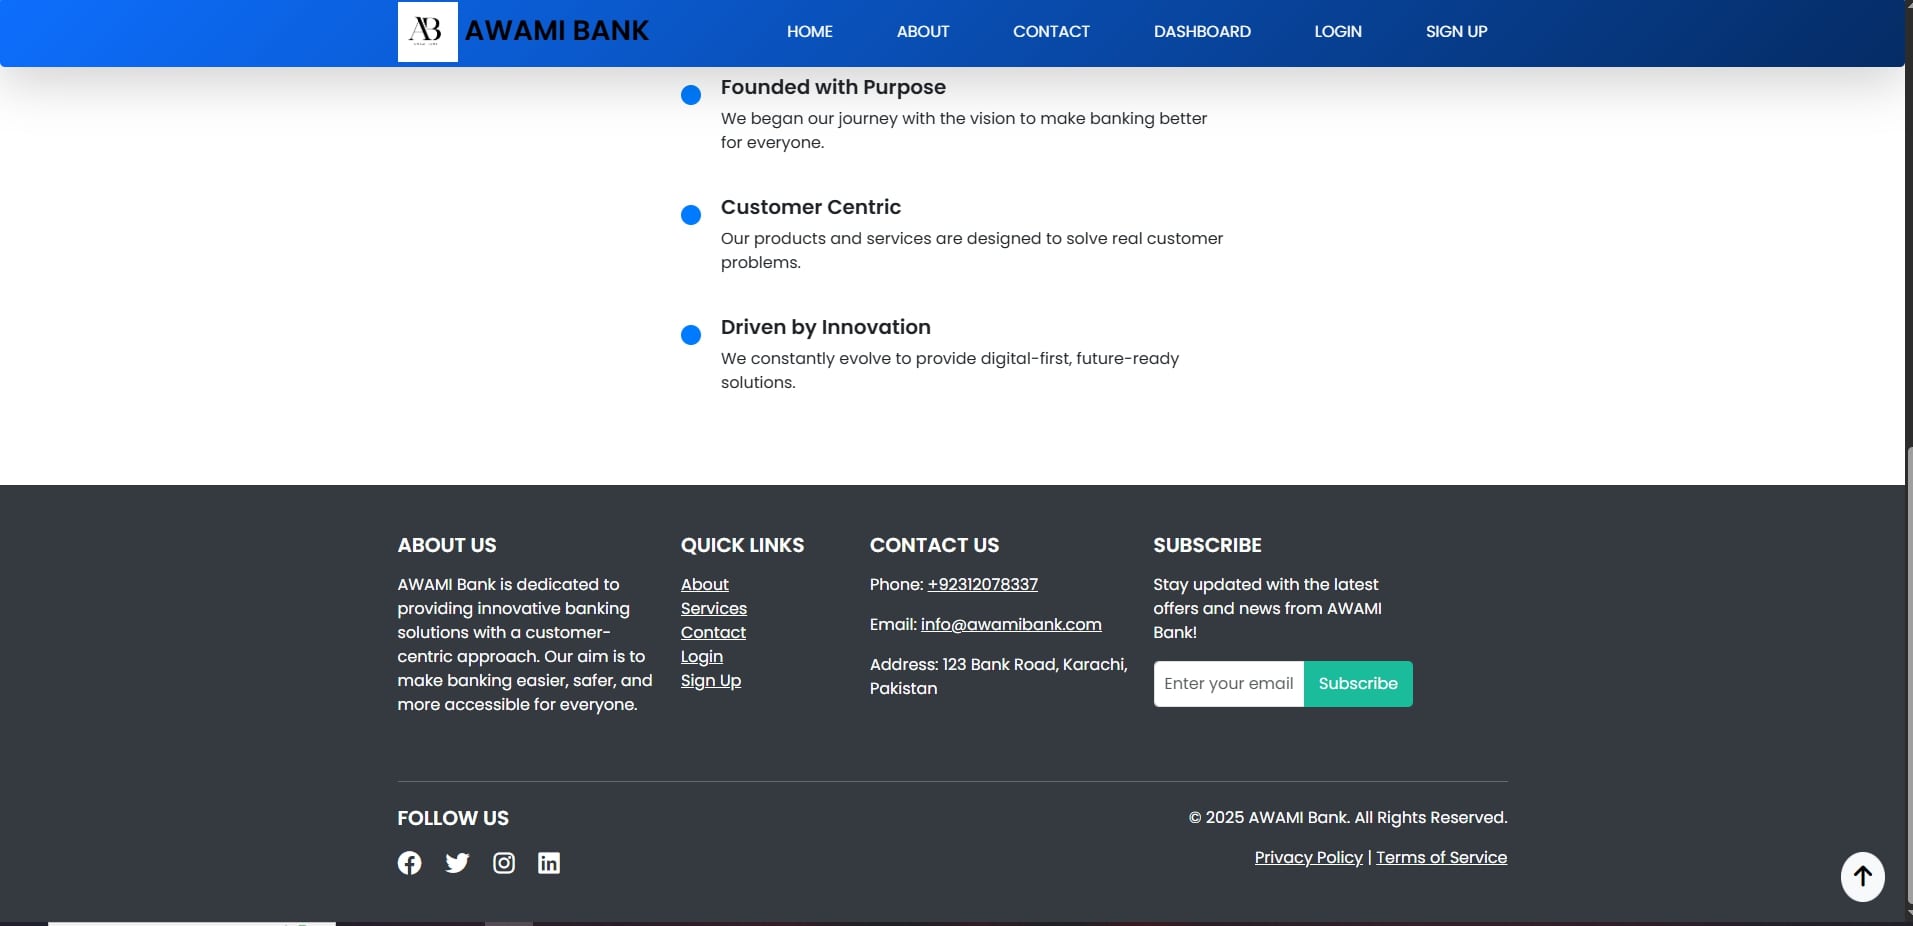 AB
AWAMI BANK
HOME
ABOUT
CONTACT
DASHBOARD
LOGIN
SIGN UP
Founded with Purpose
We began our journey with the vision to make banking better
for everyone.
Customer Centric
Our products and services are designed to solve real customer
problems.
Driven by Innovation
We constantly evolve to provide digital-first, future-ready
solutions.
ABOUT US
AWAMI Bank is dedicated to
providing innovative banking
solutions with a customer-
centric approach. Our aim is to
make banking easier, safer, and
more accessible for everyone.
QUICK LINKS
About
Services
Contact
Login
Sign Up
CONTACT US
Phone: +92312078337
Email: info@awamibank.com
Address: 123 Bank Road, Karachi,
Pakistan
SUBSCRIBE
Stay updated with the latest
offers and news from AWAMI
Bank!
Enter your email
Subscribe
FOLLOW US
© 2025 AWAMI Bank. All Rights Reserved.
Privacy Policy | Terms of Service